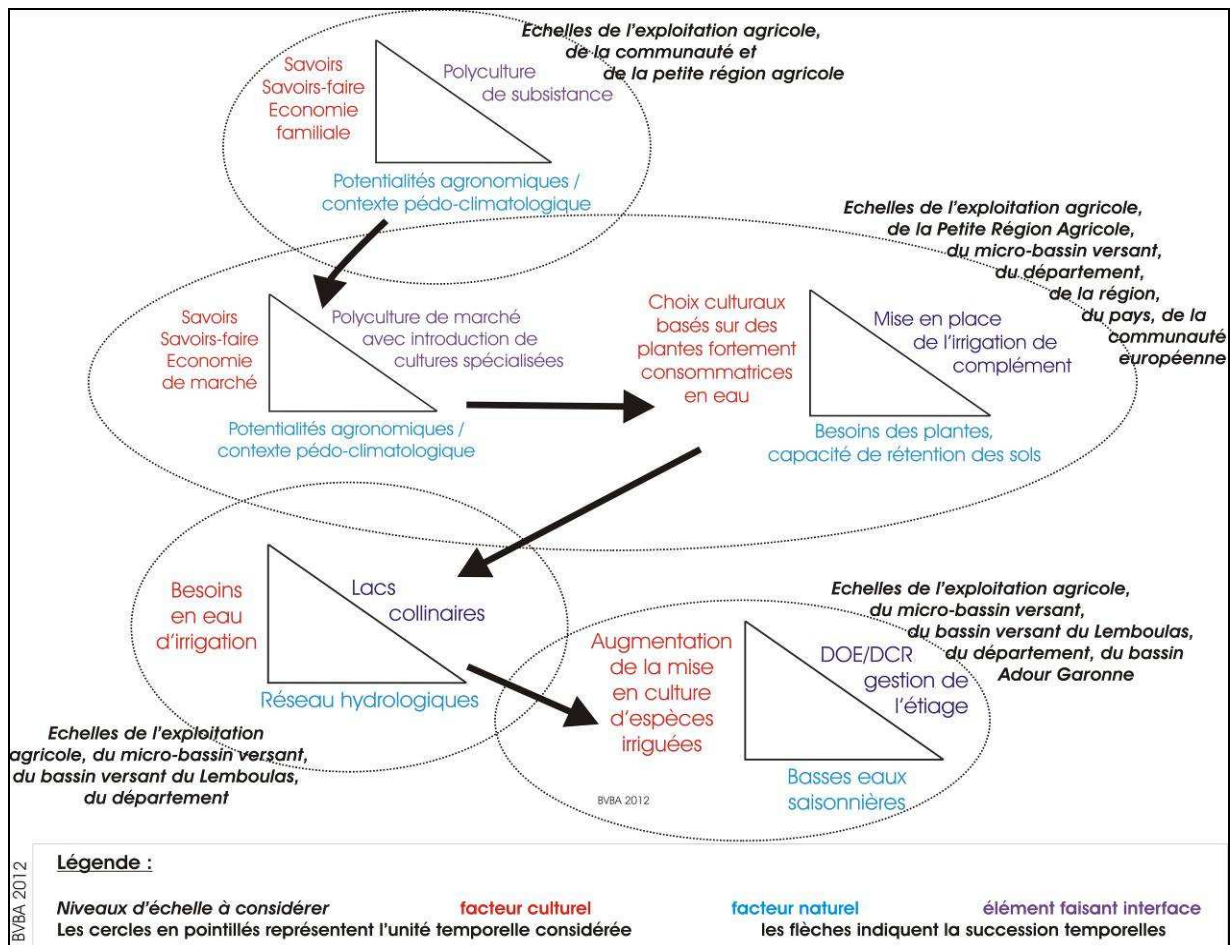 Echelles de l'exploitation agricole,
de la communauté et
de la petite région agricole
Savoirs
Savoirs-faire
Economie
familiale
Polyculture
de subsistance
Potentialités agronomiques /
contexte pédo-climatologique
Echelles de l'exploitation agricole,
de la Petite Région Agricole,
du micro-bassin versant,
du département,
de la région,
du pays, de la
communauté
européenne
Savoirs
Savoirs-faire
Economie
de marché
Polyculture de marché
avec introduction de
cultures spécialisées
Potentialités agronomiques /
contexte pédo-climatologique
Choix culturaux
basés sur des
plantes fortement
consommatrices
en eau
Mise en place
de l'irrigation de
complément
Besoins des plantes,
capacité de rétention des sols
Besoins
en eau
d'irrigation
Lacs
collinaires
Réseau hydrologiques
Echelles de l'exploitation
agricole, du micro-bassin versant,
du bassin versant du Lemboulas,
du département
Echelles de l'exploitation agricole,
du micro-bassin versant,
du bassin versant du Lemboulas,
du département, du bassin
Adour Garonne
Augmentation
de la mise
en culture
d'espèces
irriguées
DOE/DCR
gestion de
l'étiage
Basses eaux
saisonnières
BVBA 2012
BVBA 2012
Légende :
Niveaux d'échelle à considérer facteur culturel facteur naturel élément faisant interface
Les cercles en pointillés représentent l'unité temporelle considérée les flèches indiquent la succession temporelles